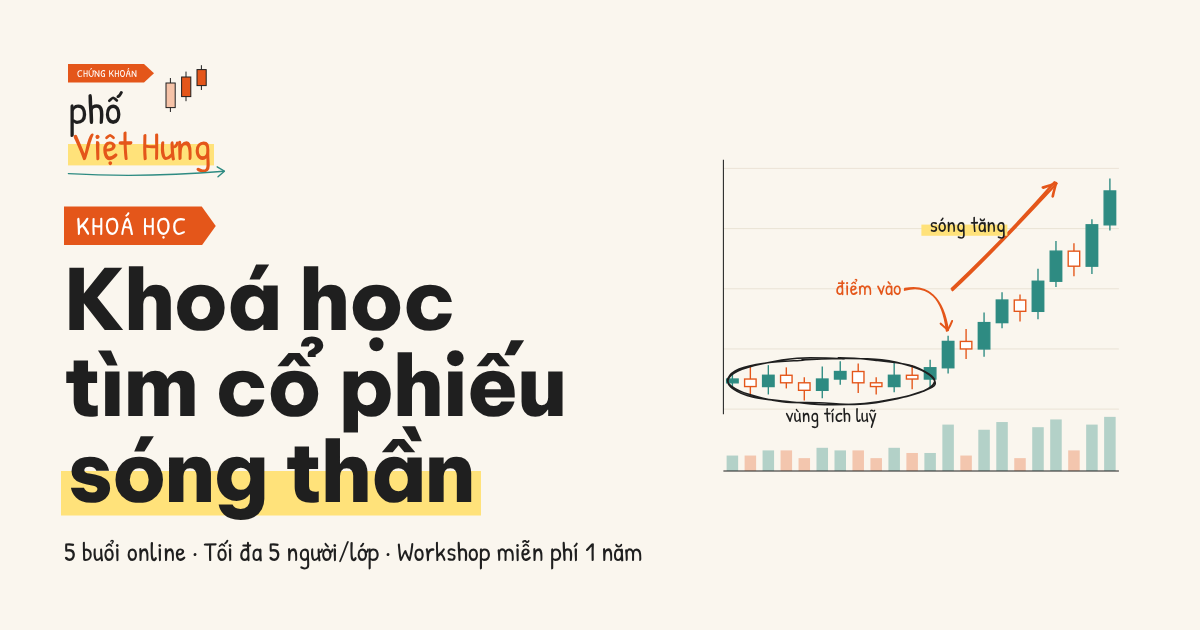 CHỨNG KHOÁN
phố
Việt Hưng
KHOÁ HỌC
Khoá học
tìm cổ phiếu
sóng thần
5 buổi online · Tối đa 5 người/lớp · Workshop miễn phí 1 năm
sóng tăng
điểm vào
vùng tích luỹ